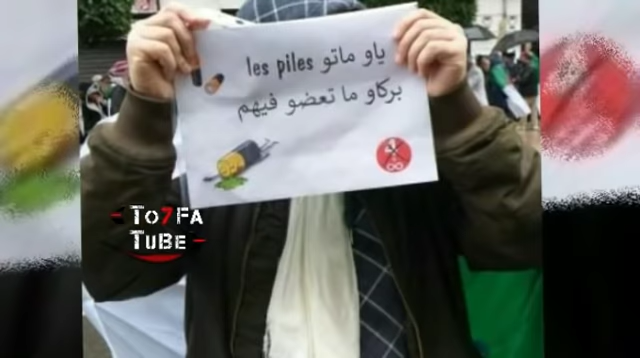 ياو ماتو les piles
بركاو ما تعضو فيهم
To7Fa
TuBe